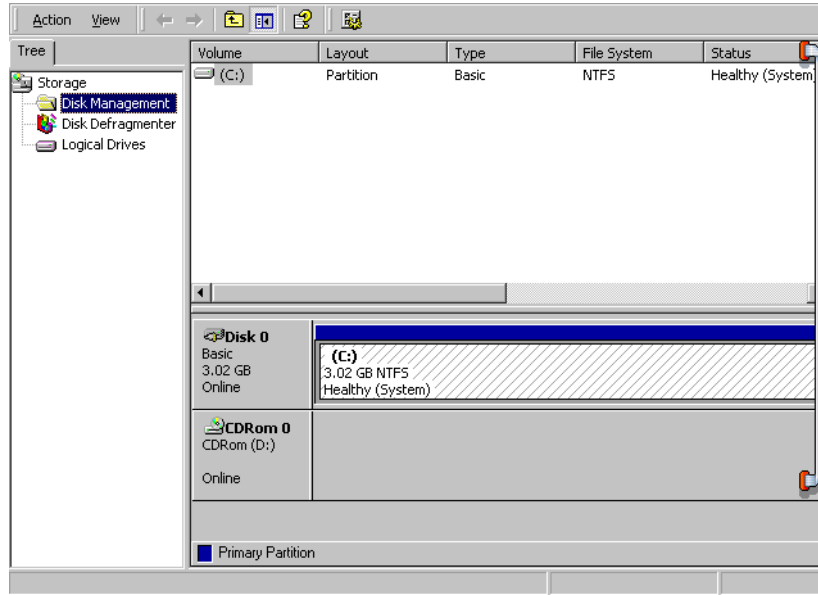 Action View
Tree
Storage
Disk Management
Disk Defragmenter
Logical Drives
Volume Layout Type File System Status
(C:) Partition Basic NTFS Healthy (System)
Disk 0
Basic
3.02 GB
Online
(C:)
3.02 GB NTFS
Healthy (System)
CDRom 0
CDRom (D:)
Online
Primary Partition